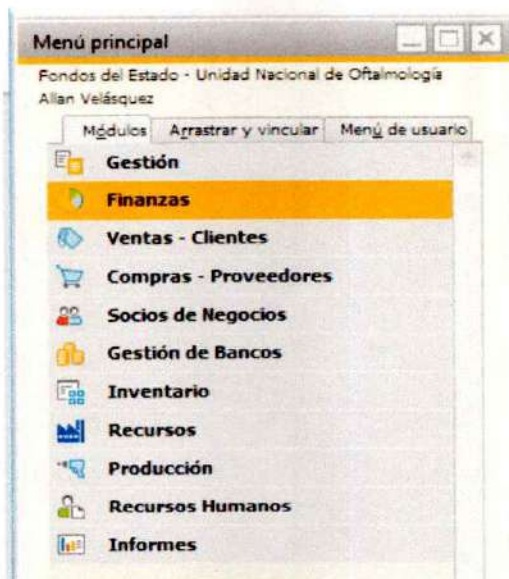 Menú principal
Fondos del Estado - Unidad Nacional de Oftalmología
Allan Velásquez
Módulos Arrastrar y vincular Menú de usuario
Gestión
Finanzas
Ventas - Clientes
Compras - Proveedores
Socios de Negocios
Gestión de Bancos
Inventario
Recursos
Producción
Recursos Humanos
Informes